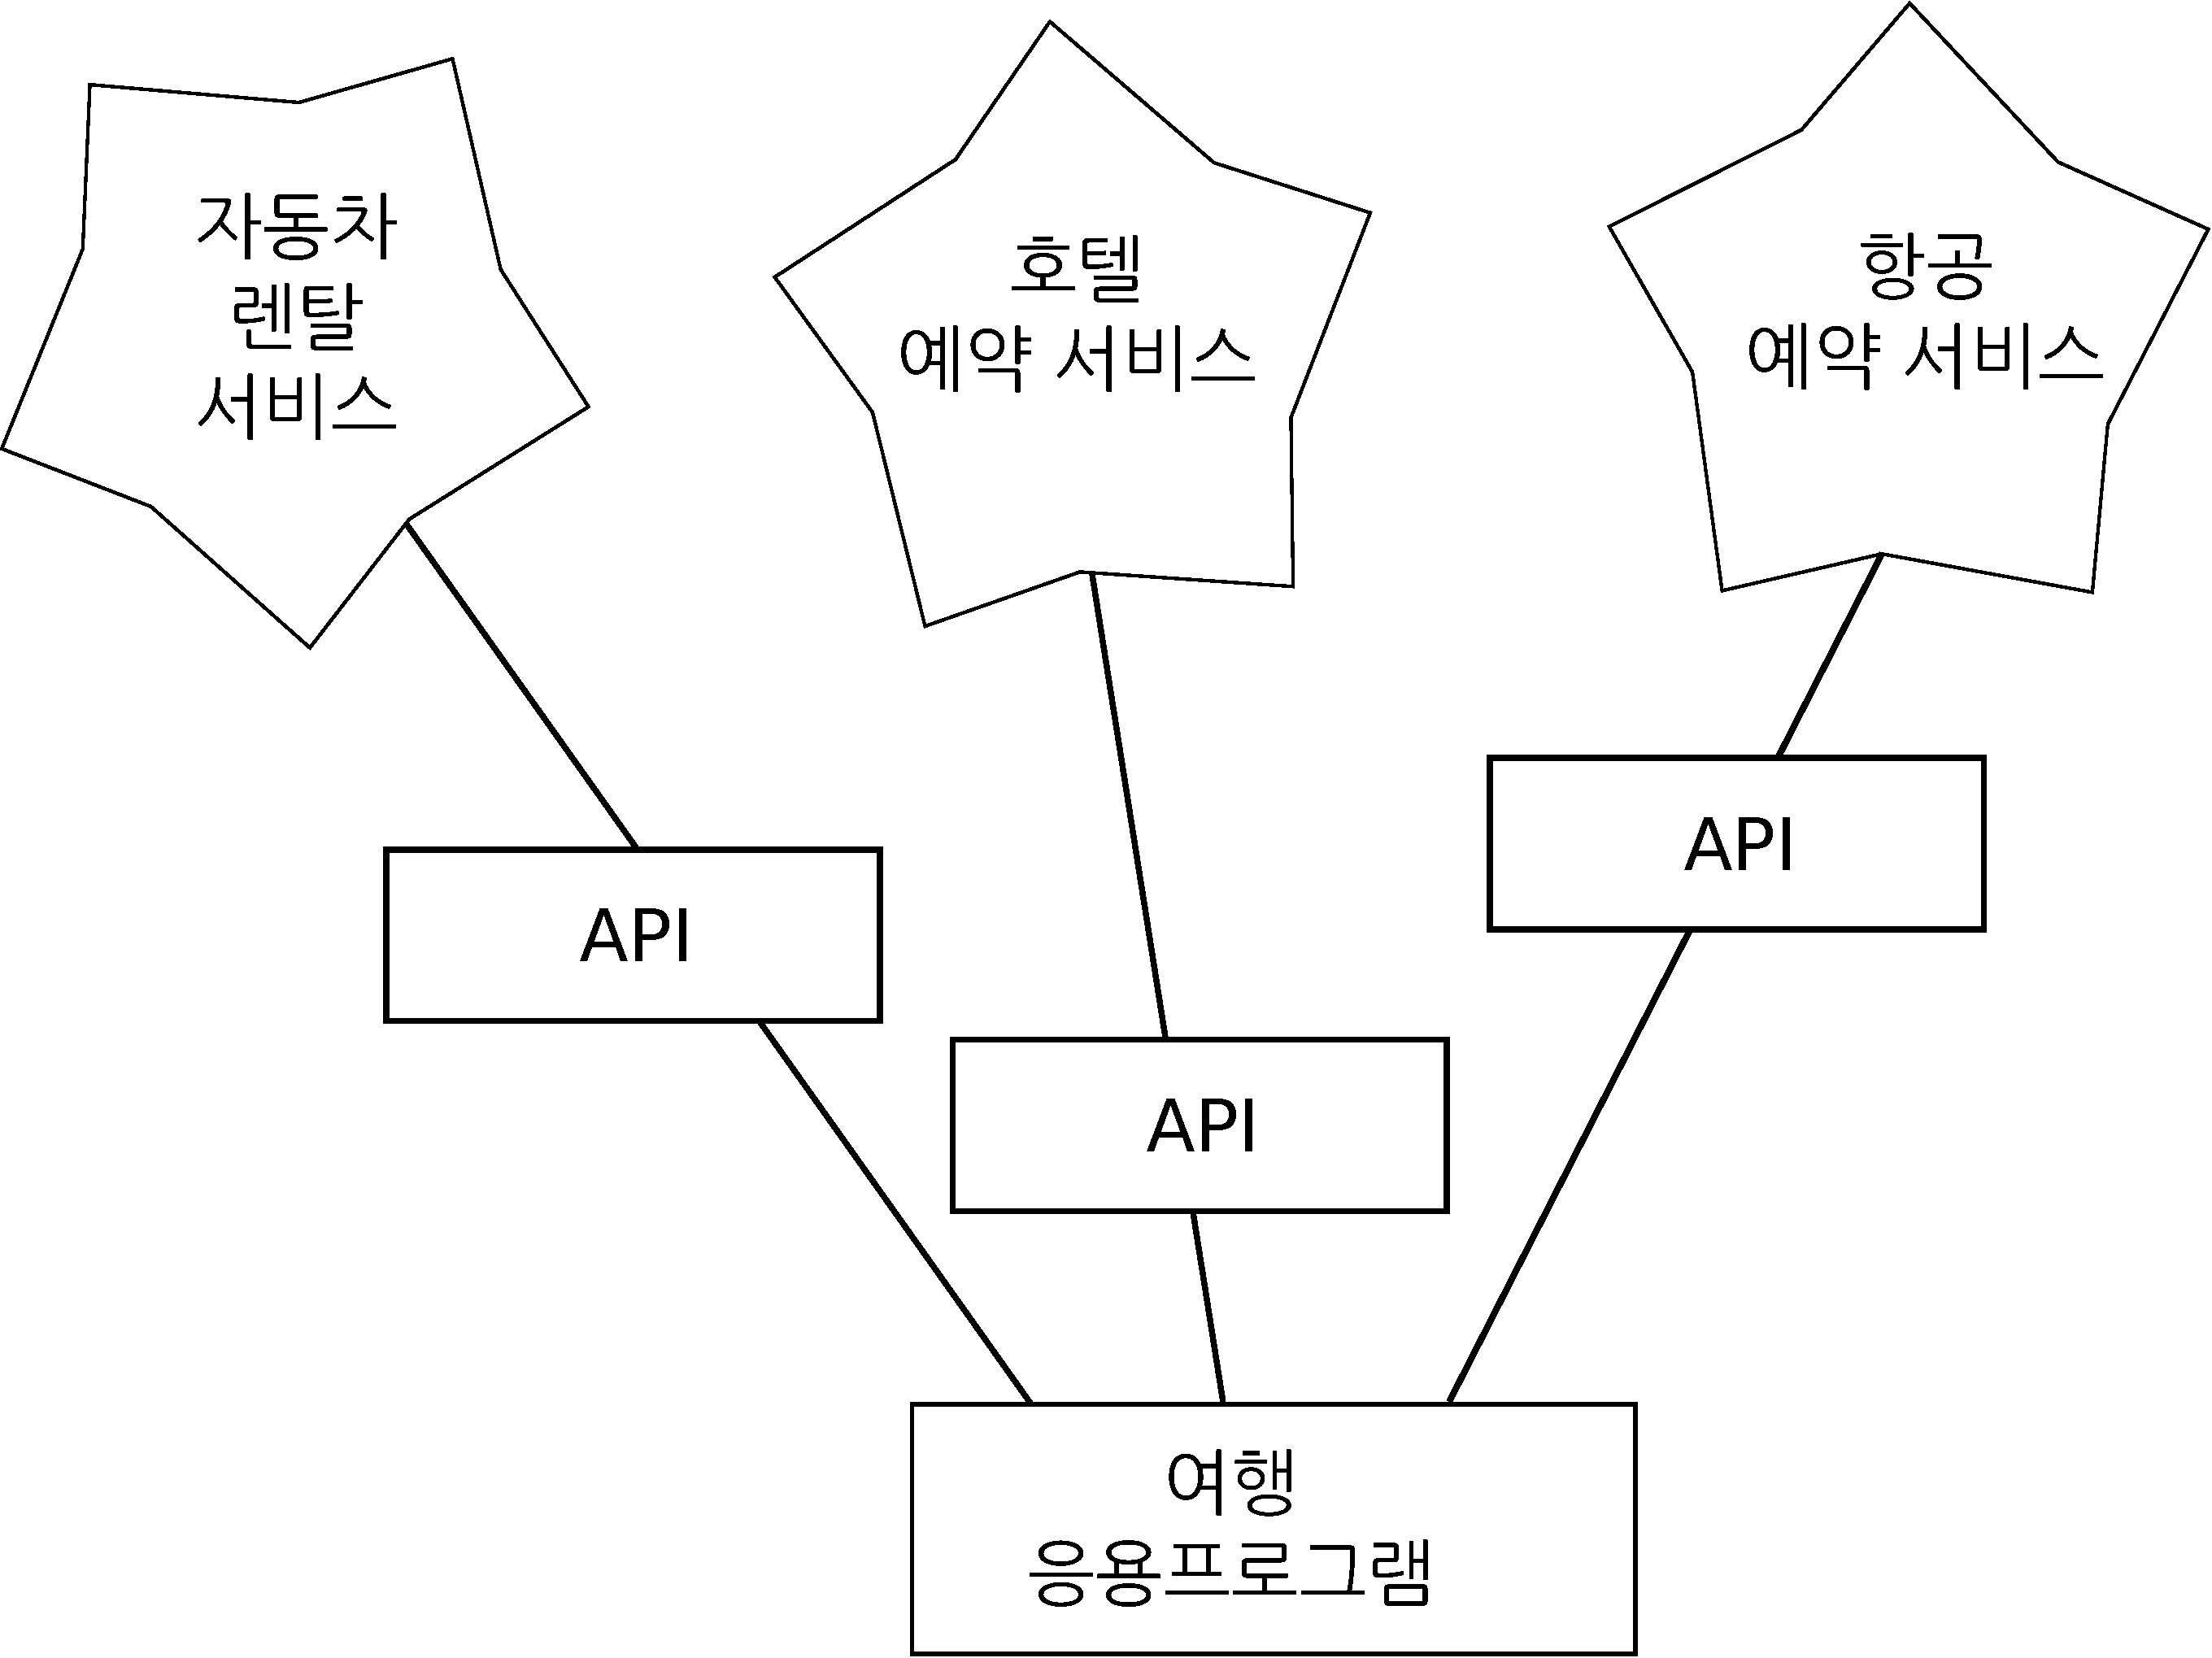 자동차
렌탈
서비스
호텔
예약 서비스
항공
예약 서비스
API
API
API
여행
응용프로그램